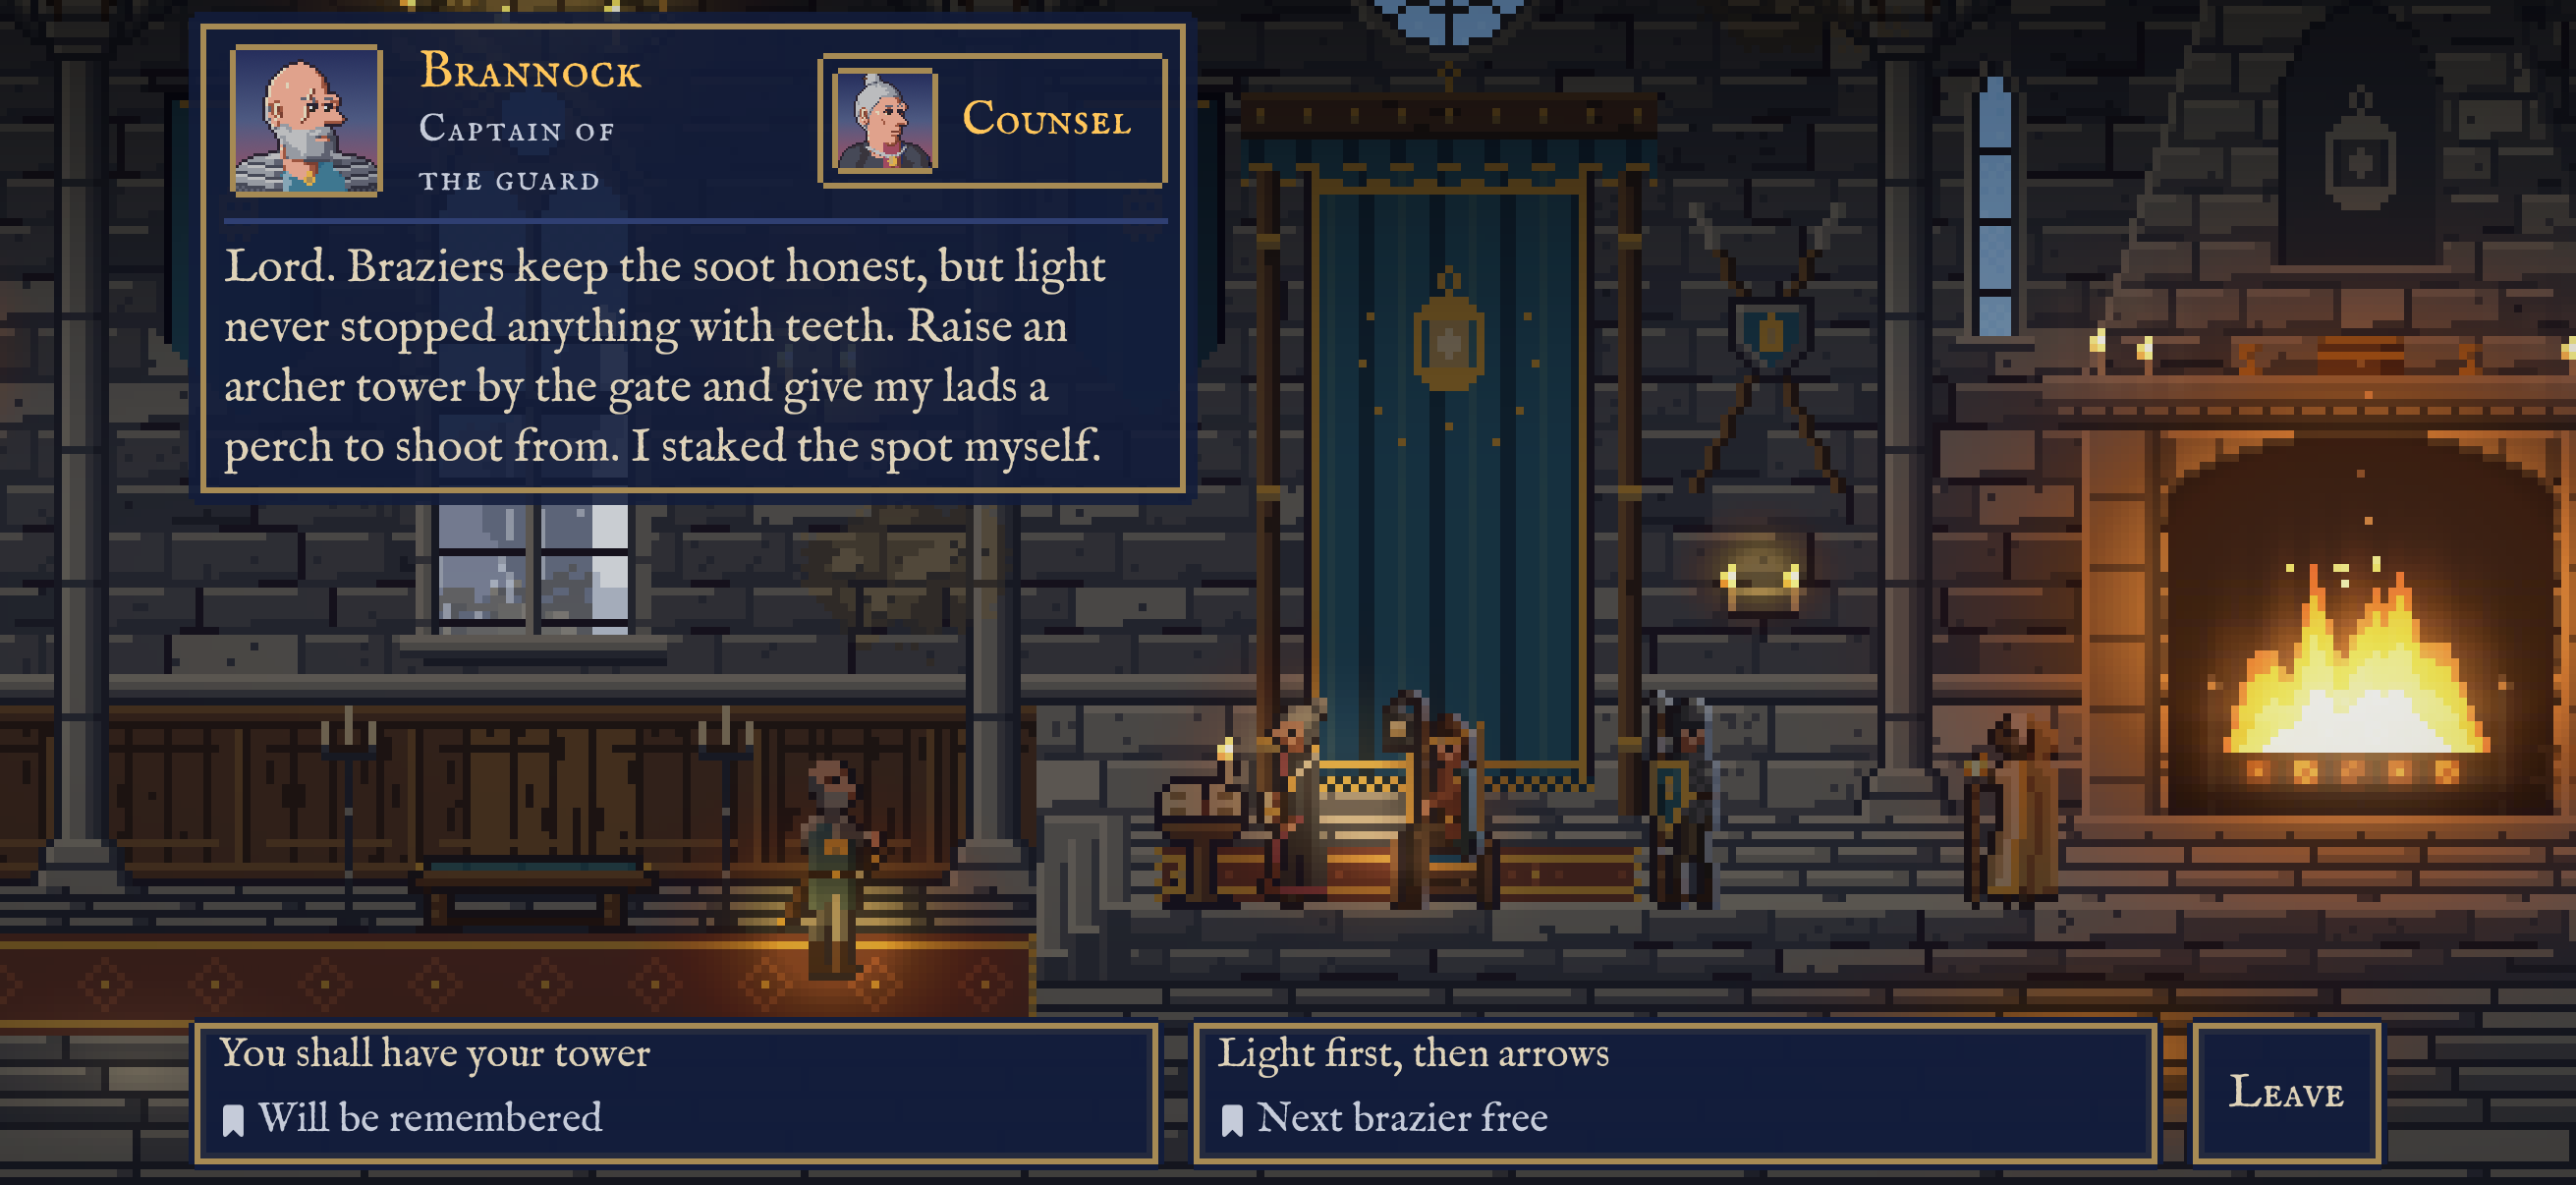 Brannock
Captain of
the guard
Counsel
Lord. Braziers keep the soot honest, but light
never stopped anything with teeth. Raise an
archer tower by the gate and give my lads a
perch to shoot from. I staked the spot myself.
You shall have your tower
Will be remembered
Light first, then arrows
Next brazier free
Leave